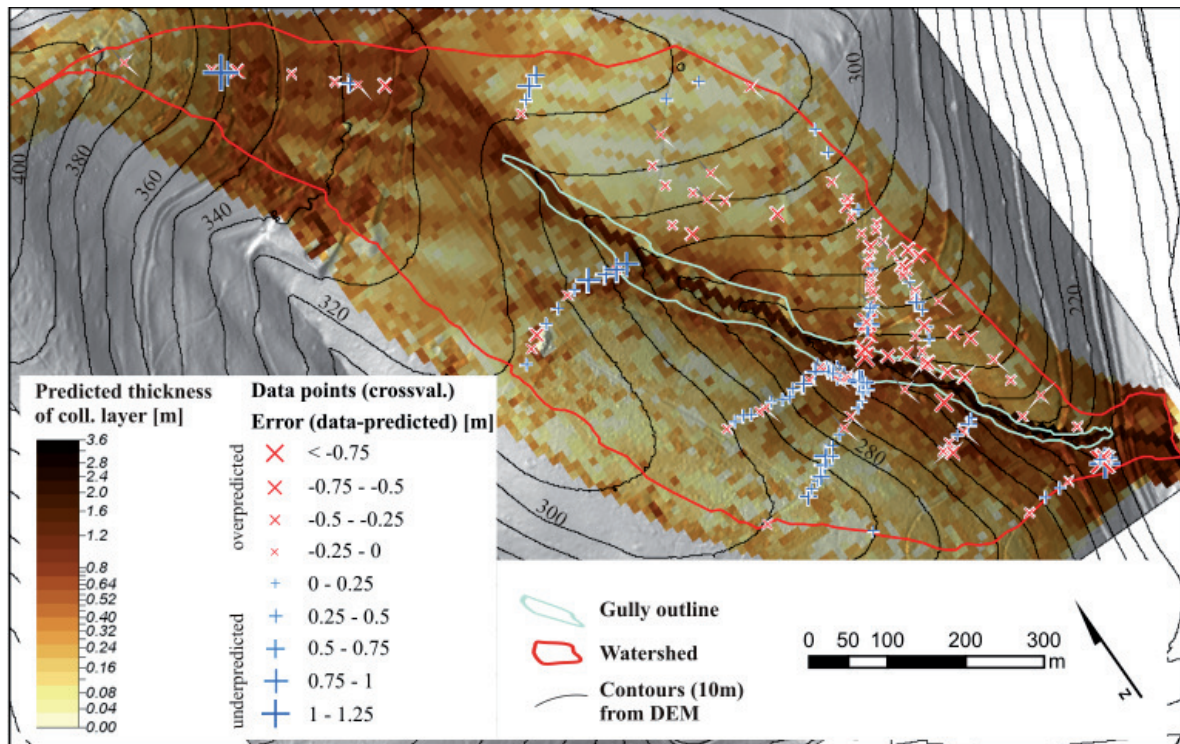 300
400
380
360
340
320
220
280
300
Predicted thickness
of coll. layer [m]
3.6
2.8
2.4
2.0
1.6
1.2
0.8
0.64
0.52
0.40
0.32
0.24
0.16
0.08
0.04
0.00
Data points (crossval.)
Error (data-predicted) [m]
overpredicted
< -0.75
-0.75 - -0.5
-0.5 - -0.25
-0.25 - 0
underpredicted
0 - 0.25
0.25 - 0.5
0.5 - 0.75
0.75 - 1
1 - 1.25
Gully outline
Watershed
Contours (10m)
from DEM
0 50 100 200 300
m
z